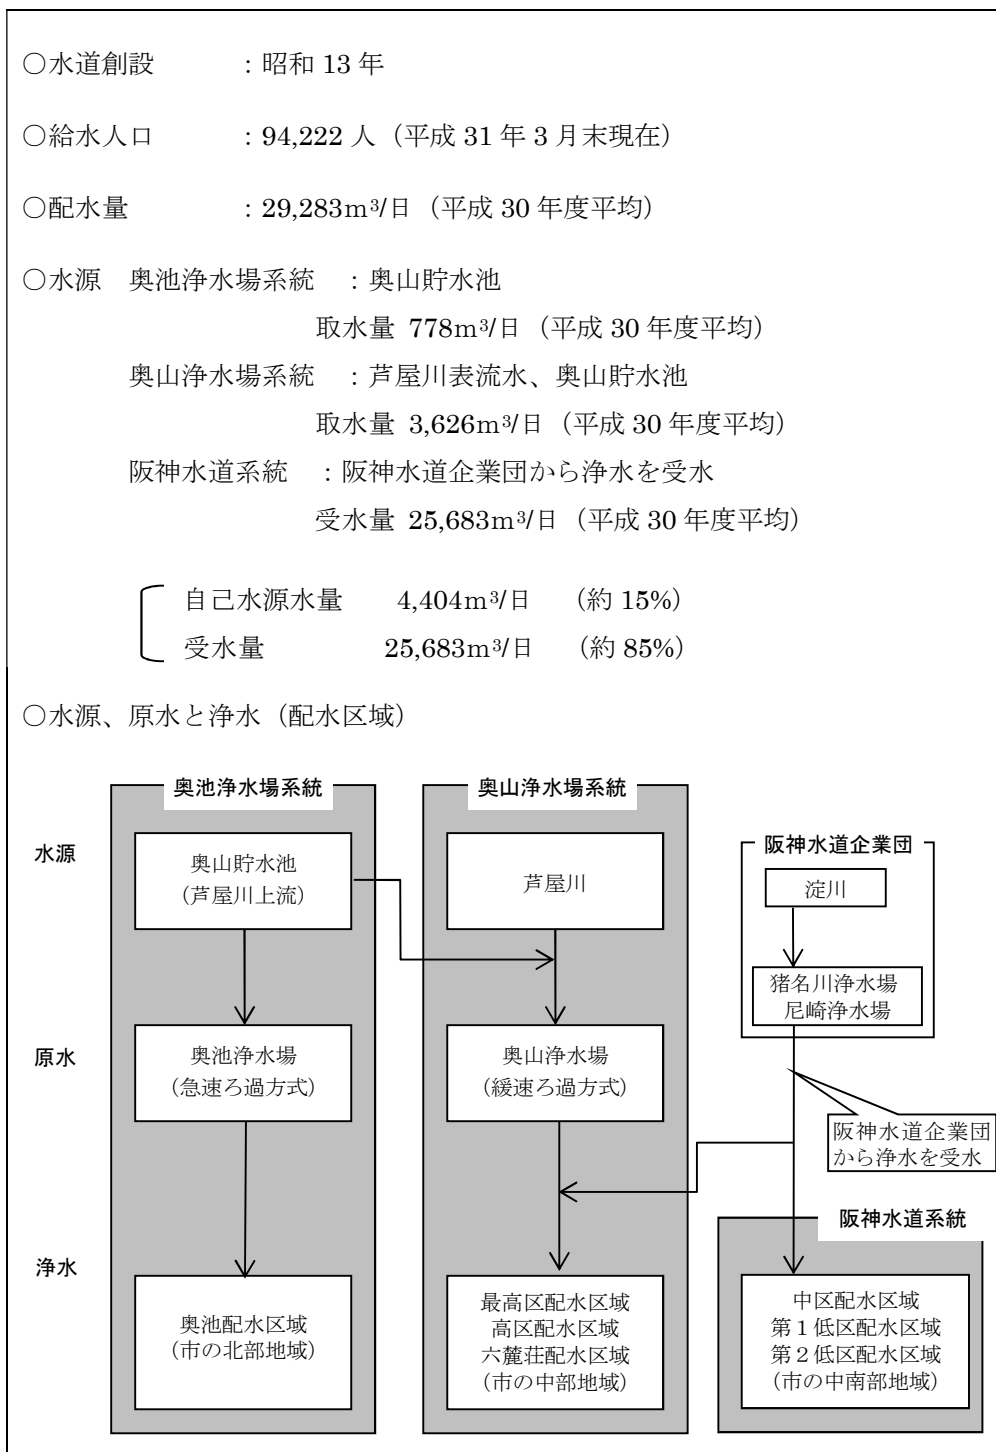 ○水道創設 :昭和 13 年
○給水人口 :94,222 人(平成 31 年 3 月末現在)
○配水量 :29,283m³/日(平成 30 年度平均)
○水源 奥池浄水場系統 :奥山貯水池
取水量 778m³/日(平成 30 年度平均)
奥山浄水場系統 :芦屋川表流水、奥山貯水池
取水量 3,626m³/日(平成 30 年度平均)
阪神水道系統 :阪神水道企業団から浄水を受水
受水量 25,683m³/日(平成 30 年度平均)
自己水源水量 4,404m³/日 (約 15%)
受水量 25,683m³/日 (約 85%)
○水源、原水と浄水(配水区域)
奥池浄水場系統
奥山浄水場系統
水源
奥山貯水池
(芦屋川上流)
芦屋川
阪神水道企業団
淀川
猪名川浄水場
尼崎浄水場
原水
奥池浄水場
(急速ろ過方式)
奥山浄水場
(緩速ろ過方式)
阪神水道企業団
から浄水を受水
阪神水道系統
浄水
奥池配水区域
(市の北部地域)
最高区配水区域
高区配水区域
六麓荘配水区域
(市の中部地域)
中区配水区域
第1低区配水区域
第2低区配水区域
(市の中南部地域)